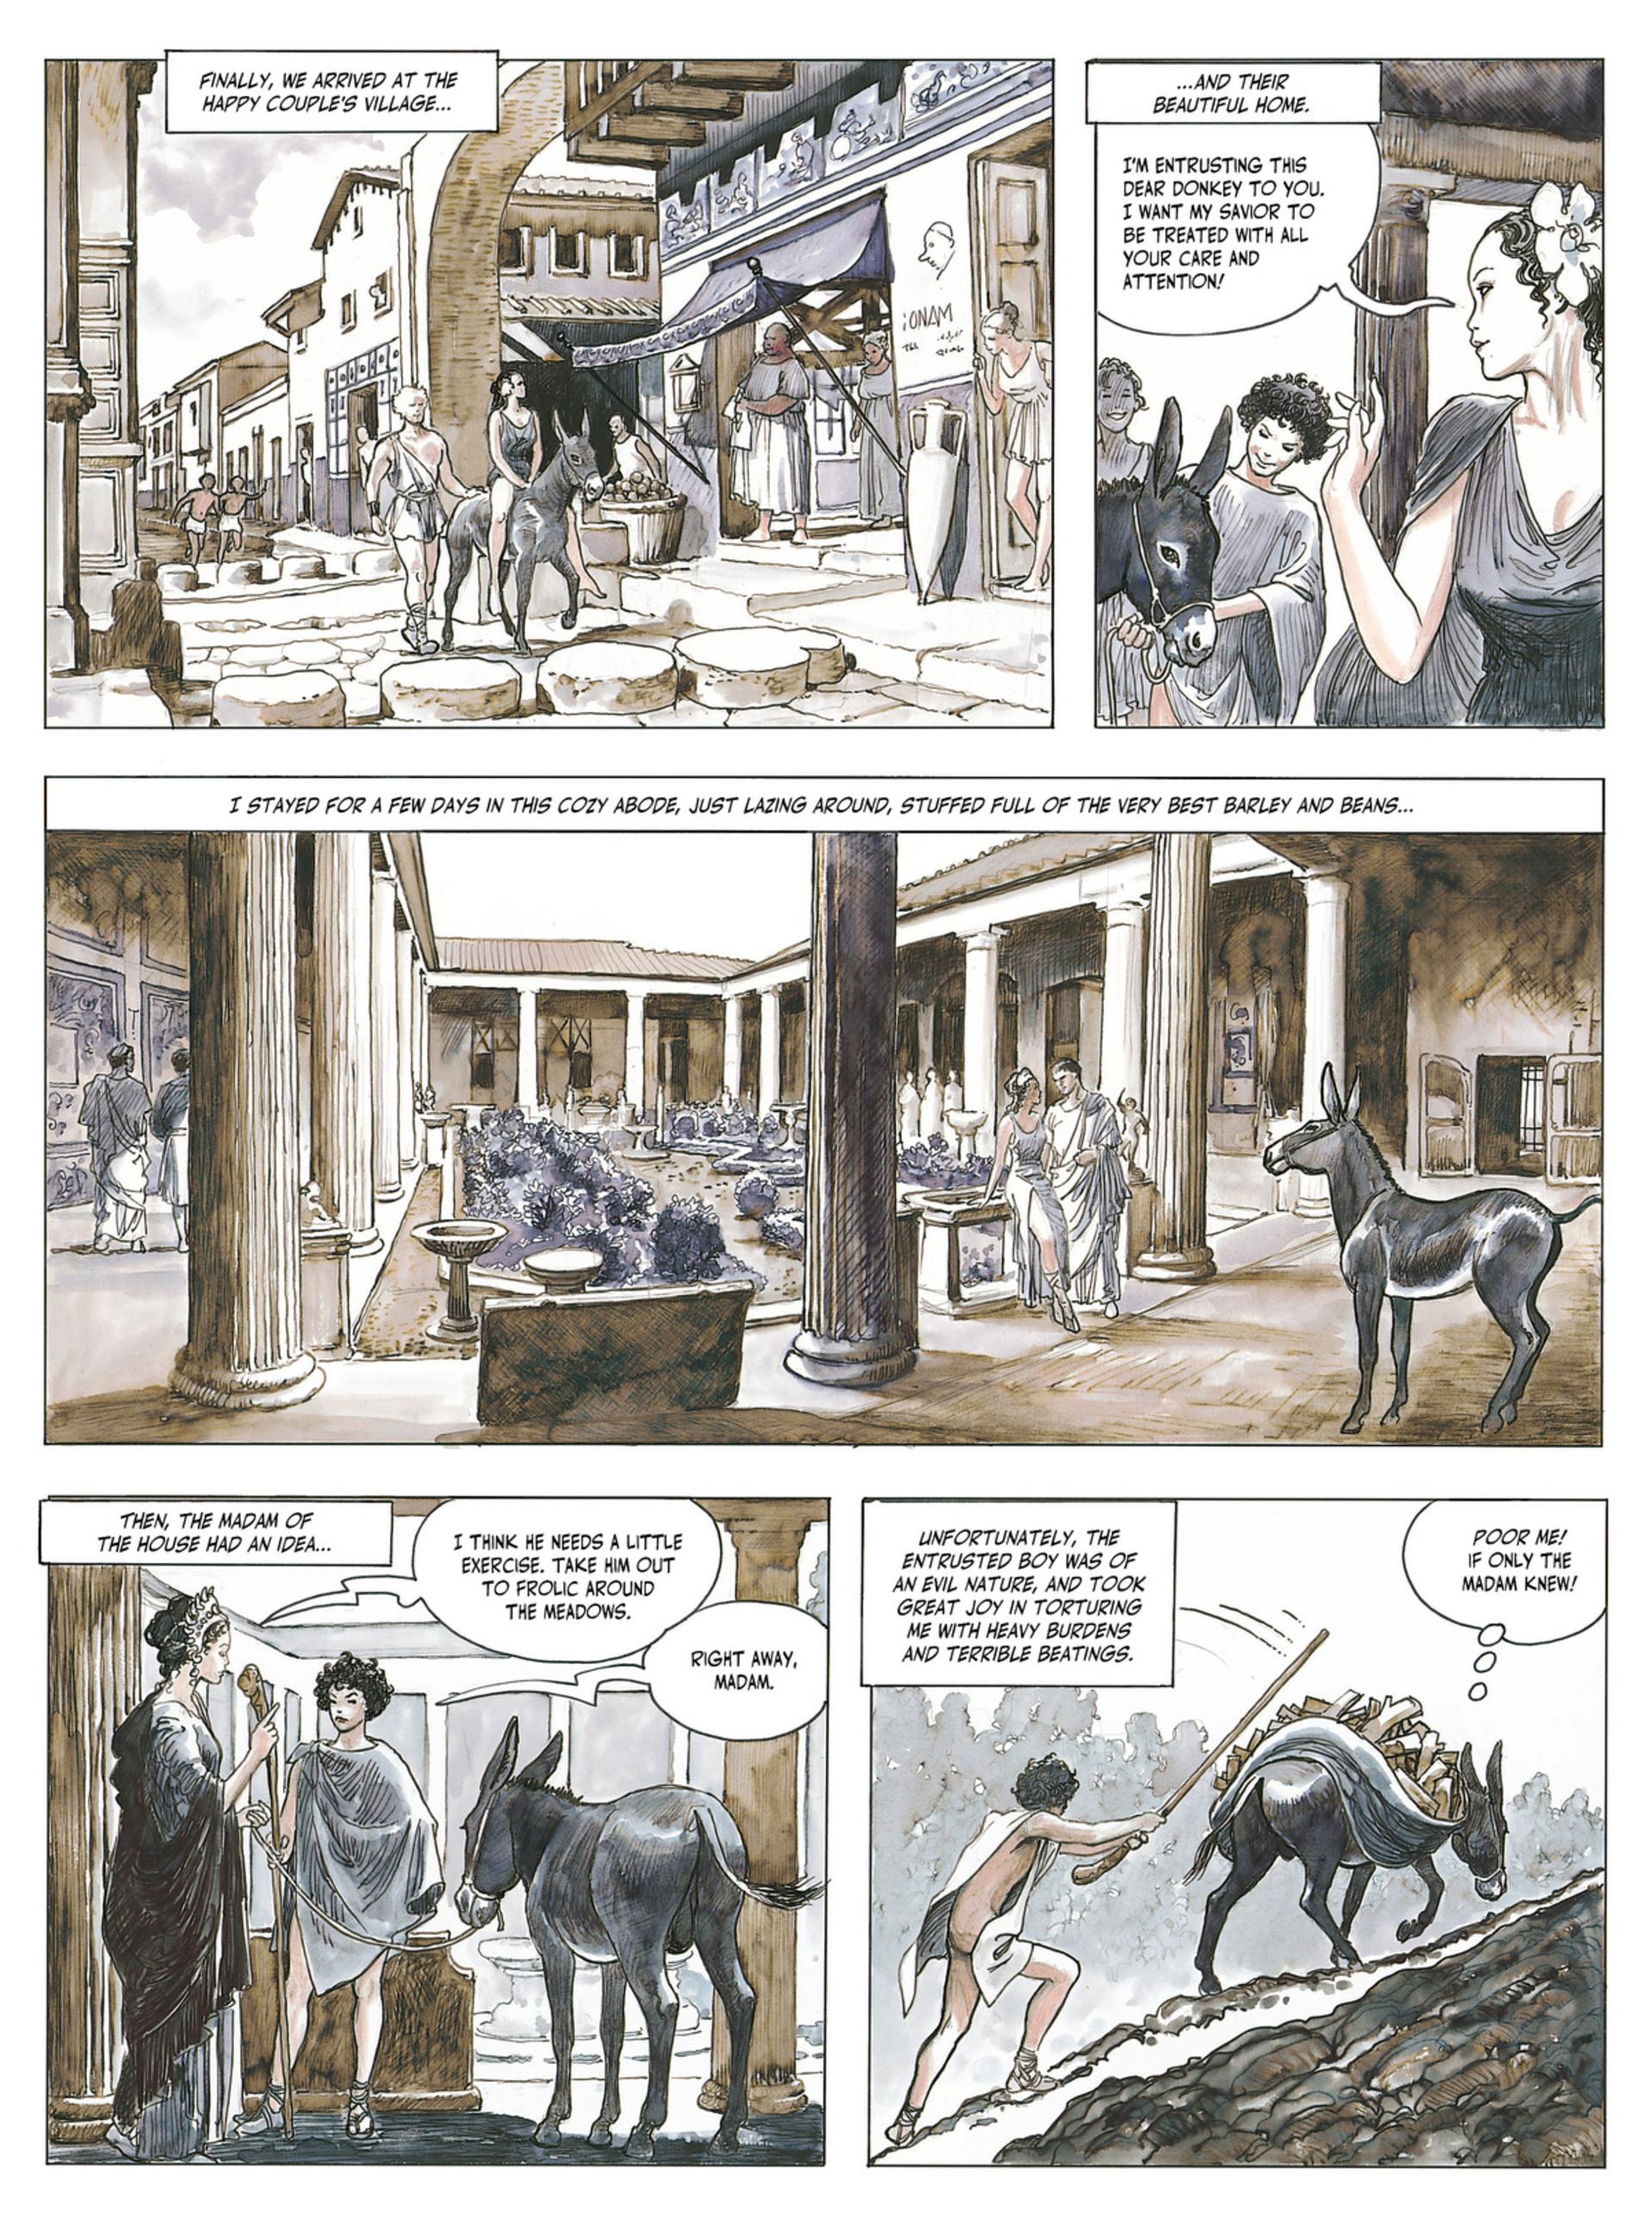 FINALLY, WE ARRIVED AT THE
HAPPY COUPLE'S VILLAGE...
...AND THEIR
BEAUTIFUL HOME.
I'M ENTRUSTING THIS
DEAR DONKEY TO YOU.
I WANT MY SAVIOR TO
BE TREATED WITH ALL
YOUR CARE AND
ATTENTION!
I STAYED FOR A FEW DAYS IN THIS COZY ABODE, JUST LAZING AROUND, STUFFED FULL OF THE VERY BEST BARLEY AND BEANS...
THEN, THE MADAM OF
THE HOUSE HAD AN IDEA...
I THINK HE NEEDS A LITTLE
EXERCISE. TAKE HIM OUT
TO FROLIC AROUND
THE MEADOWS.
RIGHT AWAY,
MADAM.
UNFORTUNATELY, THE
ENTRUSTED BOY WAS OF
AN EVIL NATURE, AND TOOK
GREAT JOY IN TORTURING
ME WITH HEAVY BURDENS
AND TERRIBLE BEATINGS.
POOR ME!
IF ONLY THE
MADAM KNEW!